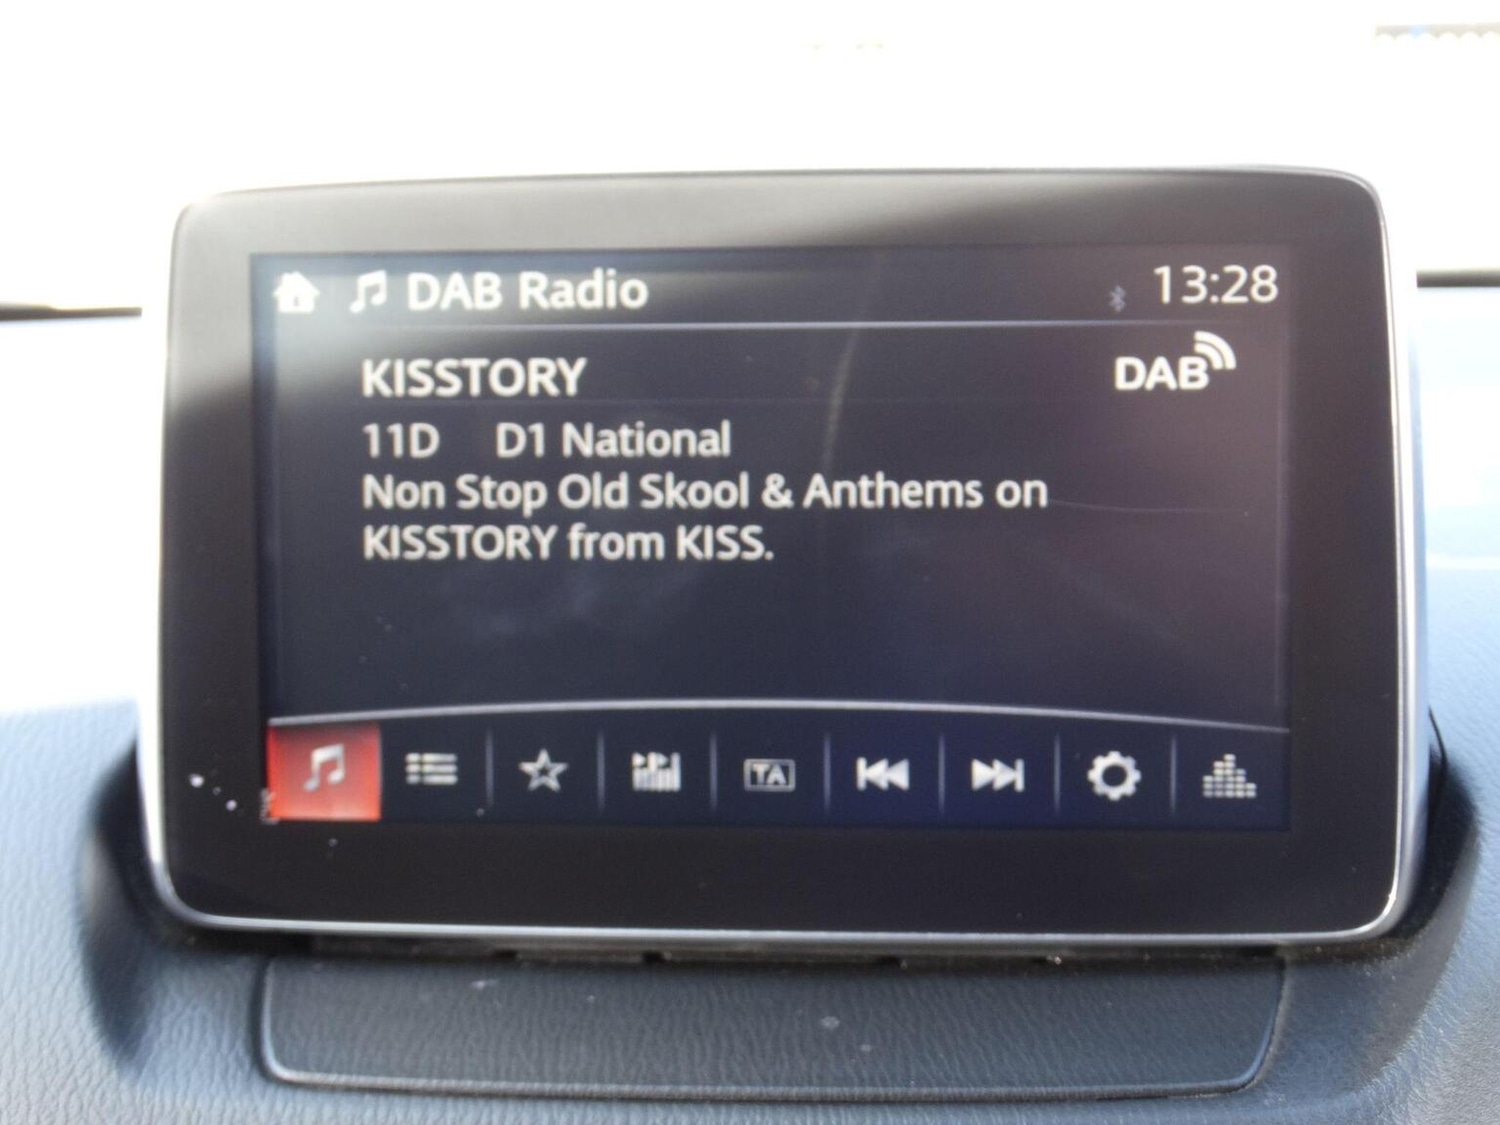 DAB Radio
13:28
KISSTORY
DAB
11D D1 National
Non Stop Old Skool & Anthems on
KISSTORY from KISS.
TA